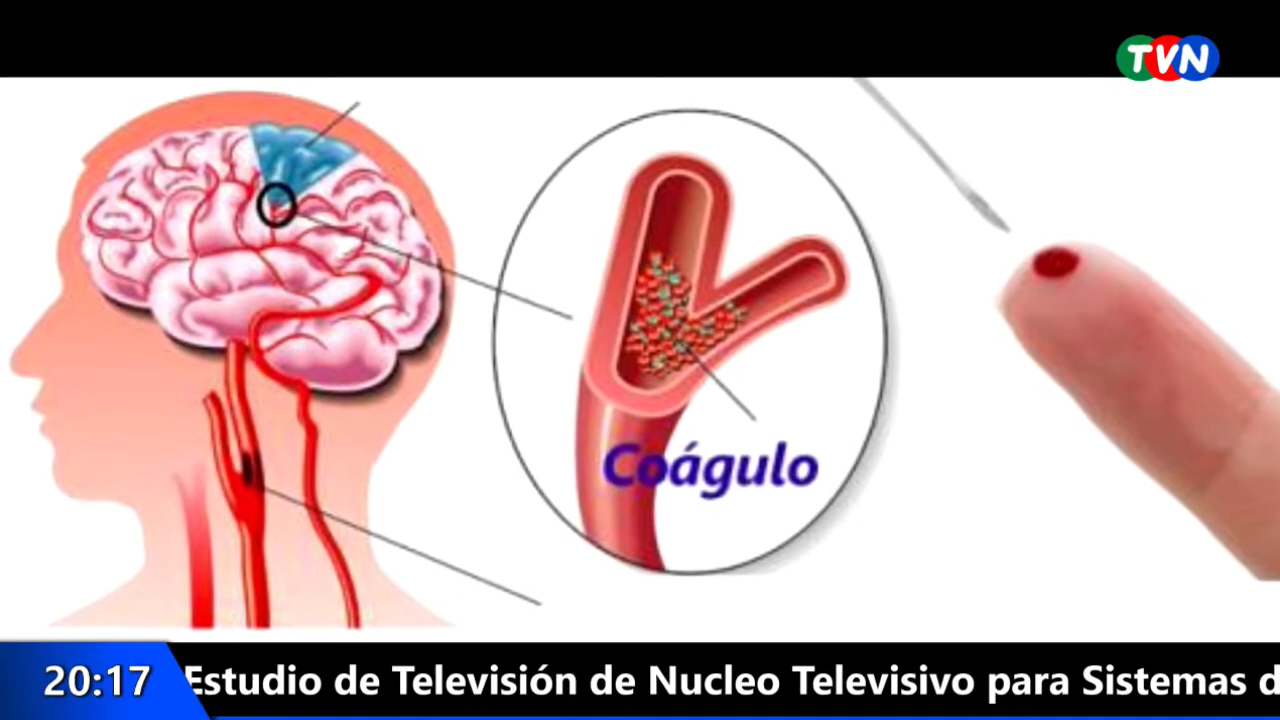 TVN
Coágulo
20:17
Estudio de Televisión de Nucleo Televisivo para Sistemas d